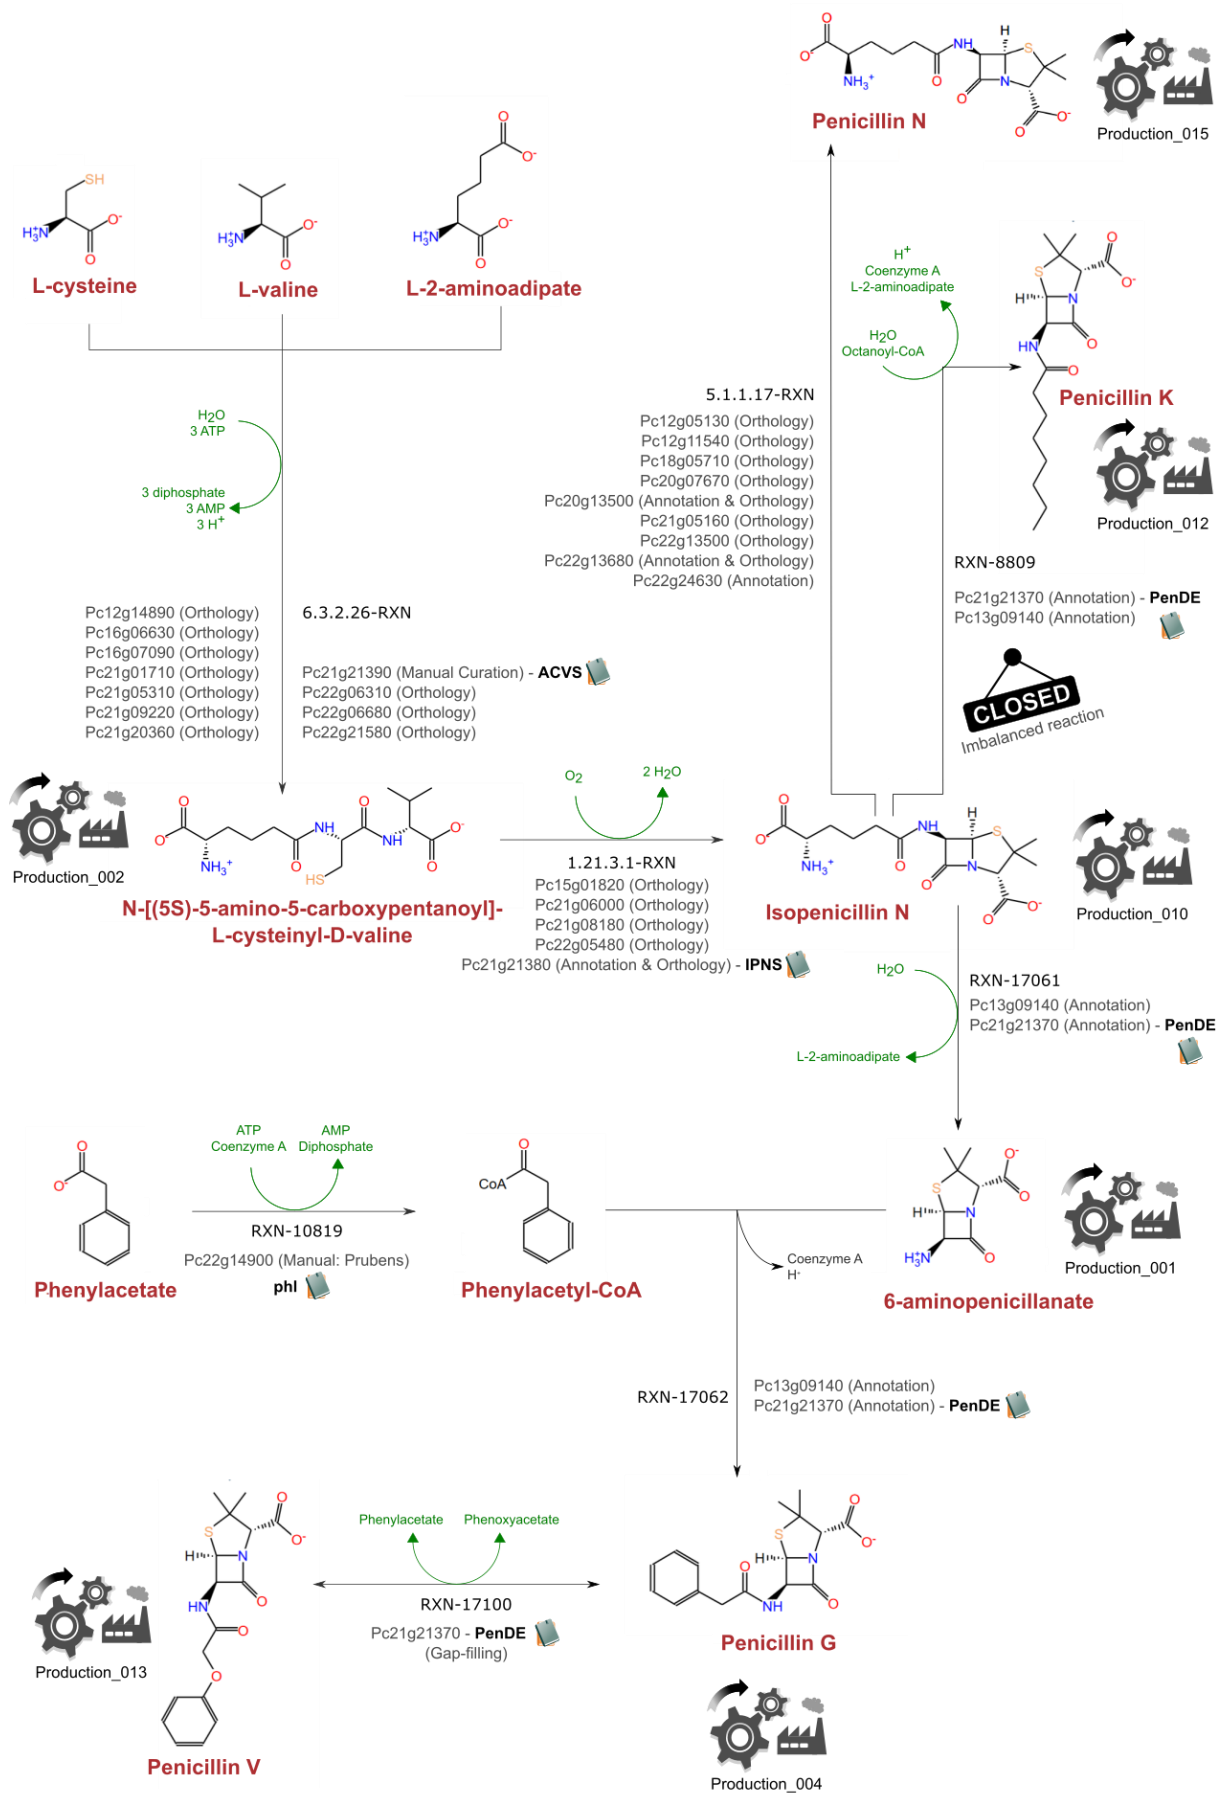 Penicillin N
Production_015
L-cysteine
L-valine
L-2-aminoadipate
H+
Coenzyme A
L-2-aminoadipate
H2O
Octanoyl-CoA
Penicillin K
Production_012
5.1.1.17-RXN
Pc12g05130 (Orthology)
Pc12g11540 (Orthology)
Pc18g05710 (Orthology)
Pc20g07670 (Orthology)
Pc20g13500 (Annotation & Orthology)
Pc21g05160 (Orthology)
Pc22g13500 (Orthology)
Pc22g13680 (Annotation & Orthology)
Pc22g24630 (Annotation)
H2O
3 ATP
3 diphosphate
3 AMP
3 H+
RXN-8809
Pc21g21370 (Annotation) - PenDE
Pc13g09140 (Annotation)
CLOSED
Imbalanced reaction
6.3.2.26-RXN
Pc12g14890 (Orthology)
Pc16g06630 (Orthology)
Pc16g07090 (Orthology)
Pc21g01710 (Orthology)
Pc21g05310 (Orthology)
Pc21g09220 (Orthology)
Pc21g20360 (Orthology)
Pc21g21390 (Manual Curation) - ACVS
Pc22g06310 (Orthology)
Pc22g06680 (Orthology)
Pc22g21580 (Orthology)
Production_002
N-[(5S)-5-amino-5-carboxypentanoyl]-
L-cysteinyl-D-valine
O2
2 H2O
1.21.3.1-RXN
Pc15g01820 (Orthology)
Pc21g06000 (Orthology)
Pc21g08180 (Orthology)
Pc22g05480 (Orthology)
Pc21g21380 (Annotation & Orthology) - IPNS
Isopenicillin N
Production_010
H2O
L-2-aminoadipate
RXN-17061
Pc13g09140 (Annotation)
Pc21g21370 (Annotation) - PenDE
Phenylacetate
ATP
Coenzyme A
AMP
Diphosphate
RXN-10819
Pc22g14900 (Manual: Prubens)
phl
CoA
Phenylacetyl-CoA
Coenzyme A
H+
6-aminopenicillanate
Production_001
RXN-17062
Pc13g09140 (Annotation)
Pc21g21370 (Annotation) - PenDE
Penicillin V
Production_013
Phenylacetate
Phenoxyacetate
RXN-17100
Pc21g21370 - PenDE
(Gap-filling)
Penicillin G
Production_004